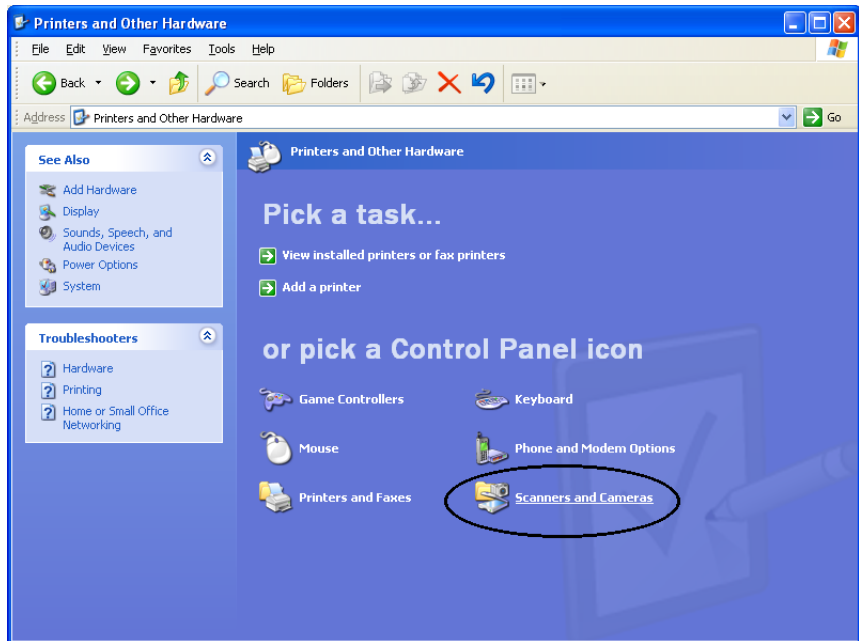 Printers and Other Hardware
File Edit View Favorites Tools Help
Back Search Folders
Address Printers and Other Hardware Go
See Also
Add Hardware
Display
Sounds, Speech, and
Audio Devices
Power Options
System
Troubleshooters
Hardware
Printing
Home or Small Office
Networking
Printers and Other Hardware
Pick a task...
View installed printers or fax printers
Add a printer
or pick a Control Panel icon
Game Controllers Keyboard
Mouse Phone and Modem Options
Printers and Faxes Scanners and Cameras